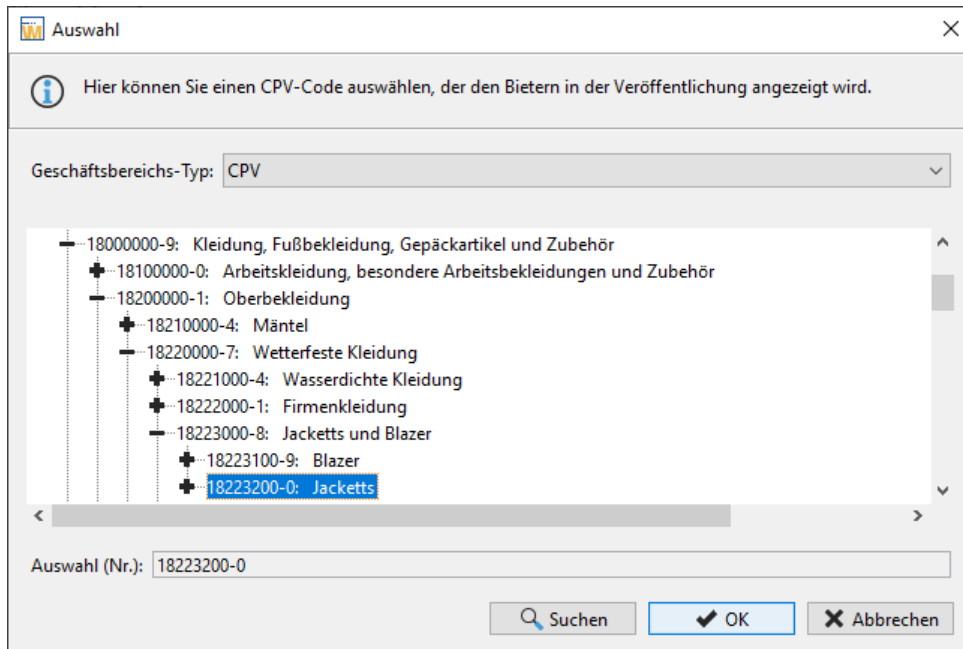 Auswahl
Hier können Sie einen CPV-Code auswählen, der den Bietern in der Veröffentlichung angezeigt wird.
Geschäftsbereichs-Typ: CPV
18000000-9: Kleidung, Fußbekleidung, Gepäckartikel und Zubehör
18100000-0: Arbeitskleidung, besondere Arbeitsbekleidungen und Zubehör
18200000-1: Oberbekleidung
18210000-4: Mäntel
18220000-7: Wetterfeste Kleidung
18221000-4: Wasserdichte Kleidung
18222000-1: Firmenkleidung
18223000-8: Jacketts und Blazer
18223100-9: Blazer
18223200-0: Jacketts
Auswahl (Nr.): 18223200-0
Suchen OK Abbrechen